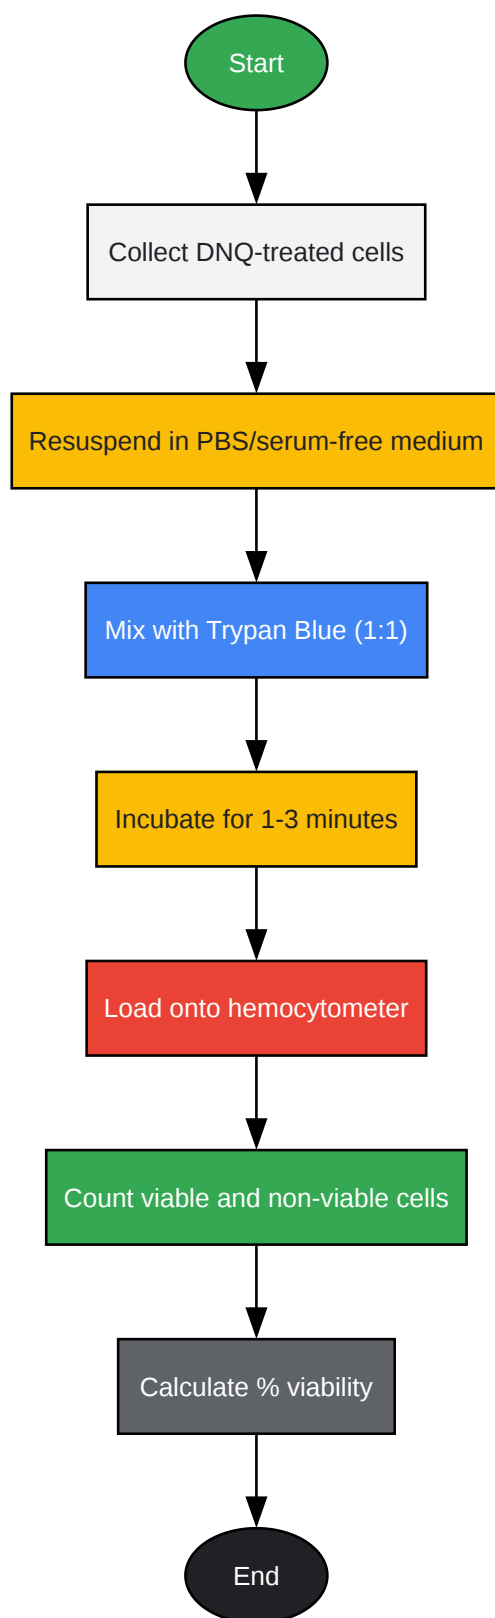 Start
Collect DNQ-treated cells
Resuspend in PBS/serum-free medium
Mix with Trypan Blue (1:1)
Incubate for 1-3 minutes
Load onto hemocytometer
Count viable and non-viable cells
Calculate % viability
End